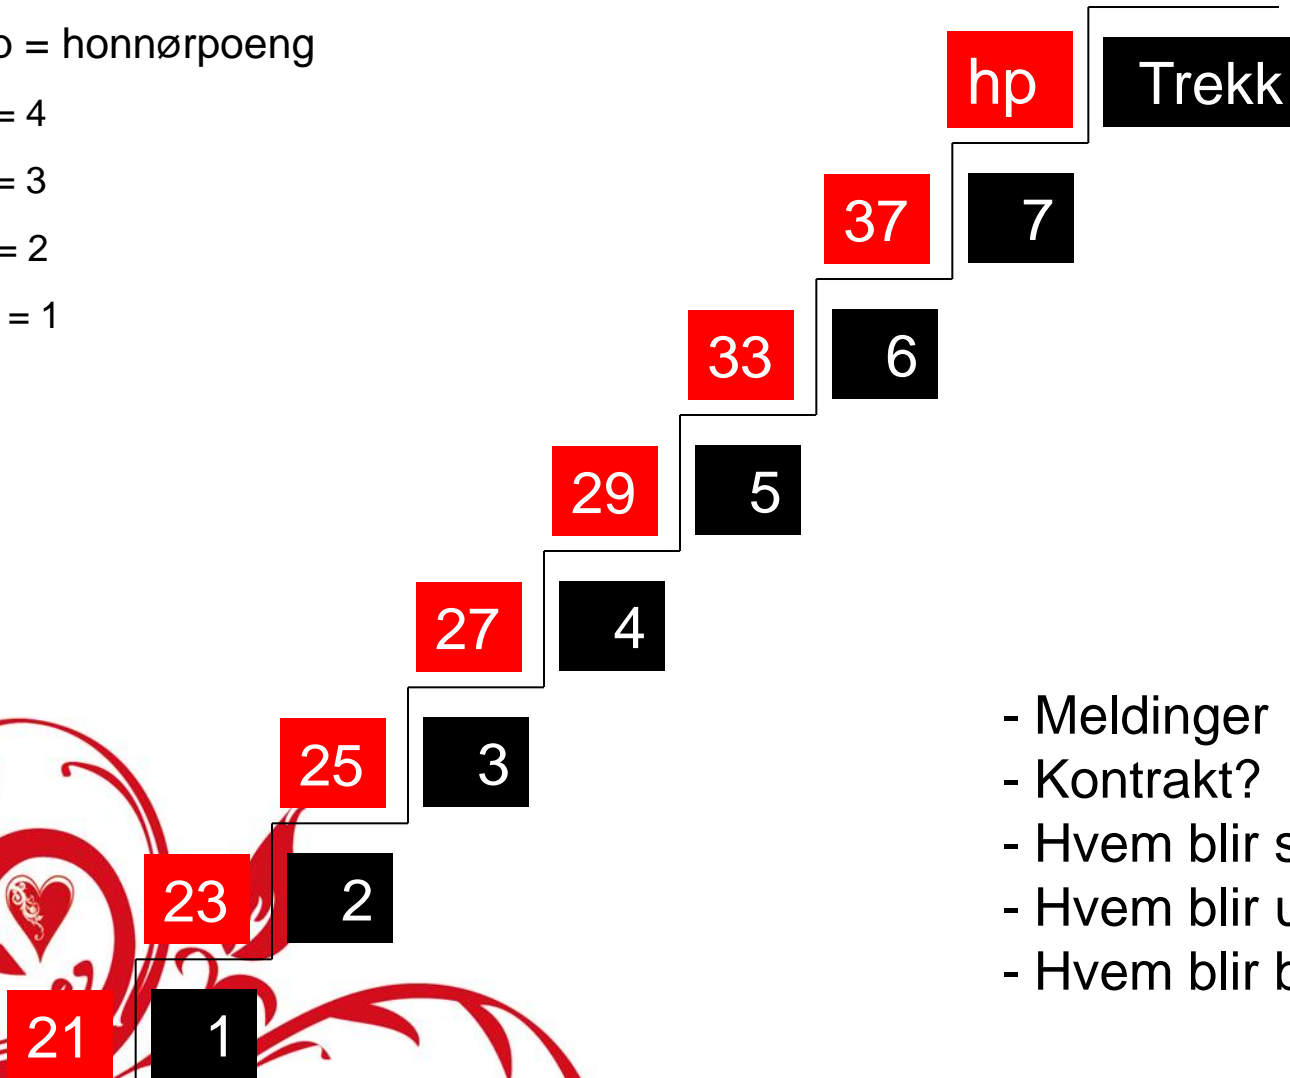 = honnørpoeng
= 4
= 3
= 2
= 1
hp Trekk
37 7
33 6
29 5
27 4
25 3
23 2
21 1
- Meldinger
- Kontrakt?
- Hvem blir
- Hvem blir
- Hvem blir